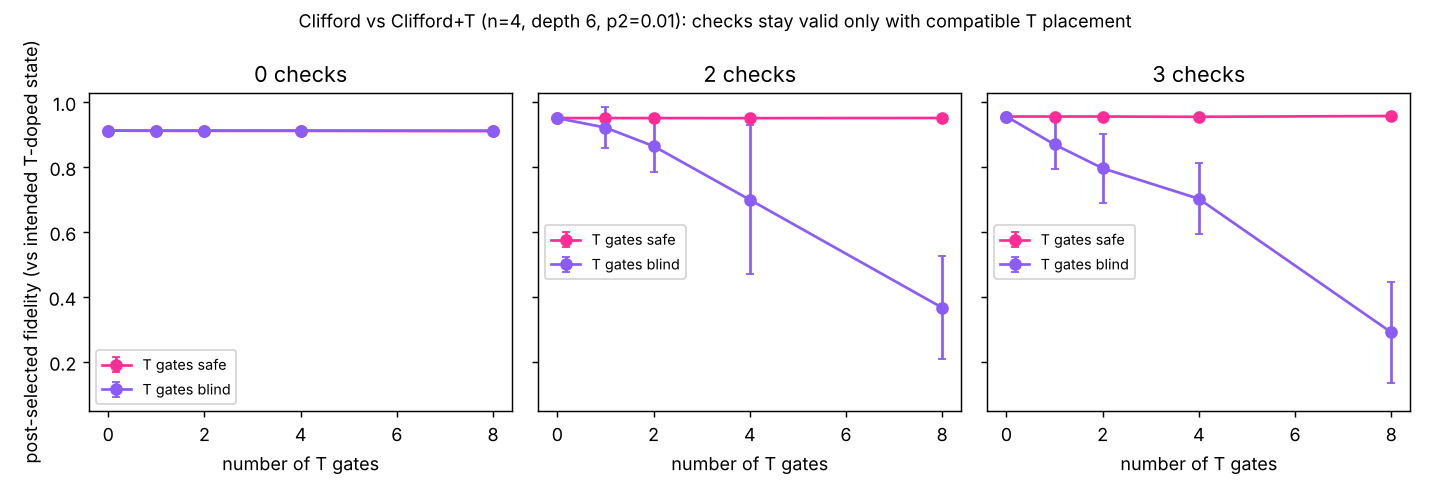 Clifford vs Clifford+T (n=4, depth 6, p2=0.01): checks stay valid only with compatible T placement
post-selected fidelity (vs intended T-doped state)
0 checks
1.0
0.8
0.6
0.4
0.2
T gates safe
T gates blind
0 2 4 6 8
number of T gates
2 checks
T gates safe
T gates blind
0 2 4 6 8
number of T gates
3 checks
T gates safe
T gates blind
0 2 4 6 8
number of T gates